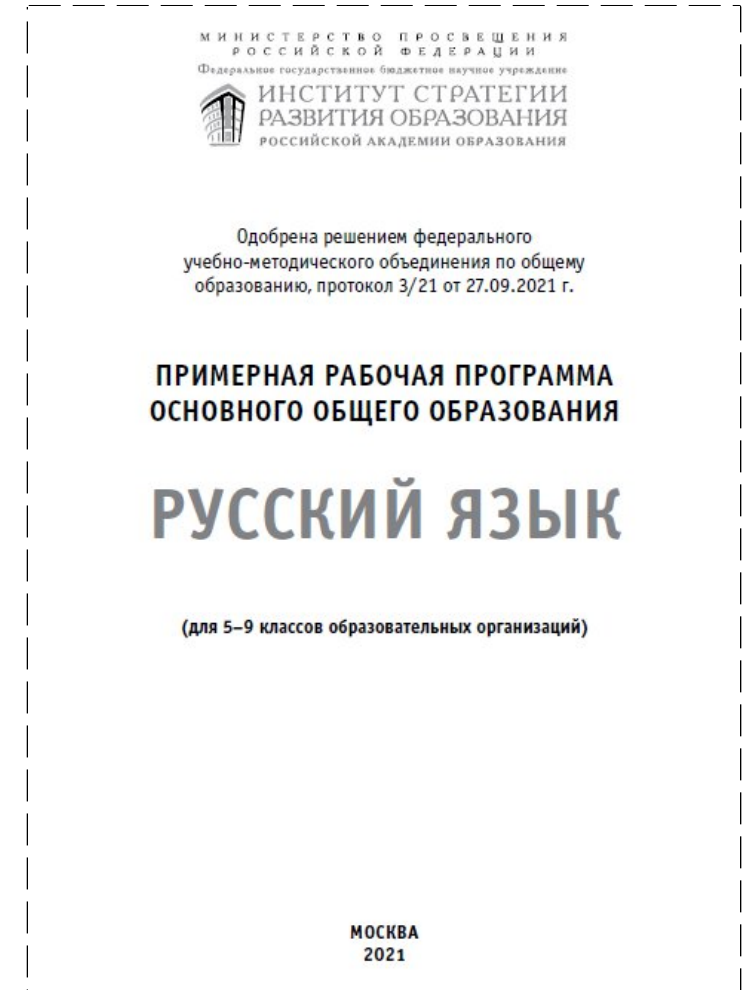 МИНИСТЕРСТВО ПРОСВЕЩЕНИЯ
РОССИЙСКОЙ ФЕДЕРАЦИИ
Федеральное государственное бюджетное научное учреждение
ИНСТИТУТ СТРАТЕГИИ
РАЗВИТИЯ ОБРАЗОВАНИЯ
РОССИЙСКОЙ АКАДЕМИИ ОБРАЗОВАНИЯ
Одобрена решением федерального
учебно-методического объединения по общему
образованию, протокол 3/21 от 27.09.2021 г.
ПРИМЕРНАЯ РАБОЧАЯ ПРОГРАММА
ОСНОВНОГО ОБЩЕГО ОБРАЗОВАНИЯ
РУССКИЙ ЯЗЫК
(для 5–9 классов образовательных организаций)
МОСКВА
2021